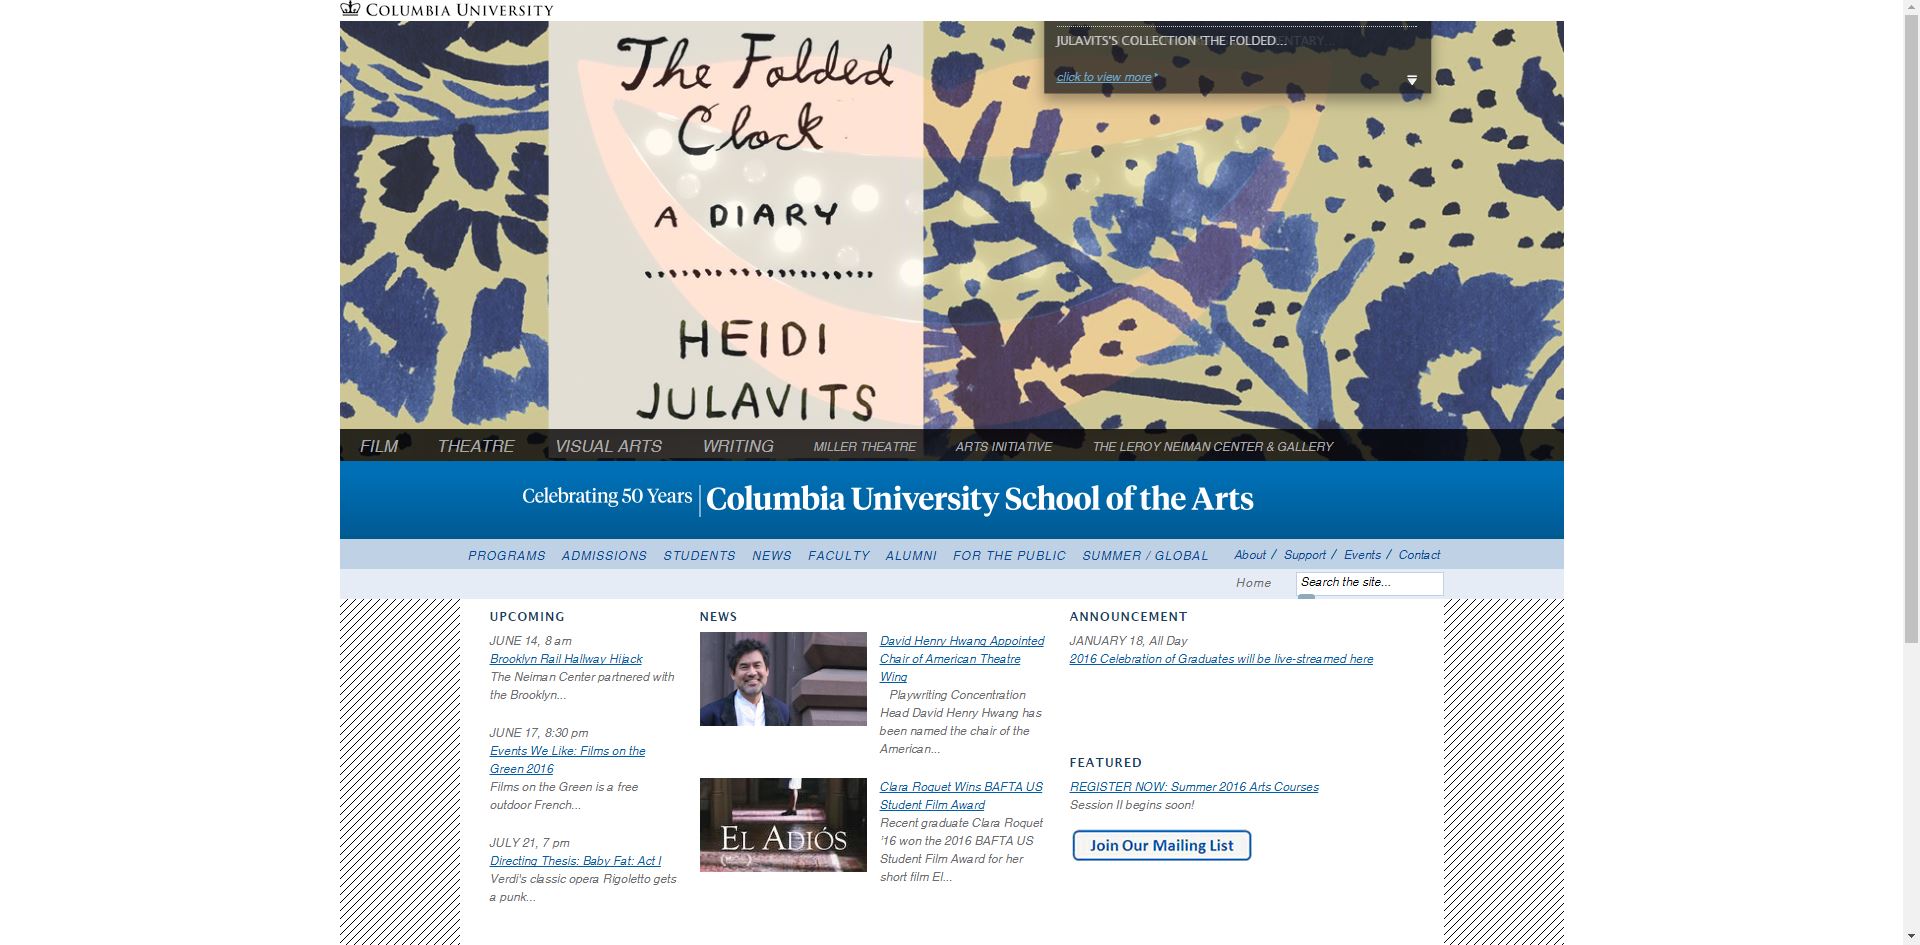 COLUMBIA UNIVERSITY
The Folded
Clock
A DIARY
HEIDI
JULAVITS
JULAVITS'S COLLECTION 'THE FOLDED...
click to view more
FILM THEATRE VISUAL ARTS WRITING MILLER THEATRE ARTS INITIATIVE THE LEROY NEIMAN CENTER & GALLERY
Celebrating 50 Years Columbia University School of the Arts
PROGRAMS ADMISSIONS STUDENTS NEWS FACULTY ALUMNI FOR THE PUBLIC SUMMER / GLOBAL About / Support / Events / Contact
Home Search the site...
UPCOMING
JUNE 14, 8 am
Brooklyn Rail Hallway Hijack
The Neiman Center partnered with
the Brooklyn...
JUNE 17, 8:30 pm
Events We Like: Films on the
Green 2016
Films on the Green is a free
outdoor French...
JULY 21, 7 pm
Directing Thesis: Baby Fat: Act I
Verdi's classic opera Rigoletto gets
a punk...
NEWS
David Henry Hwang Appointed
Chair of American Theatre
Wing
Playwriting Concentration
Head David Henry Hwang has
been named the chair of the
American...
EL ADIÓS
Clara Roquet Wins BAFTA US
Student Film Award
Recent graduate Clara Roquet
'16 won the 2016 BAFTA US
Student Film Award for her
short film El...
ANNOUNCEMENT
JANUARY 18, All Day
2016 Celebration of Graduates will be live-streamed here
FEATURED
REGISTER NOW: Summer 2016 Arts Courses
Session II begins soon!
Join Our Mailing List